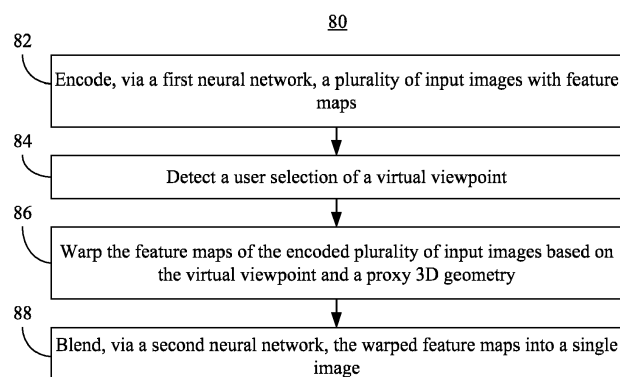 80
82
Encode, via a first neural network, a plurality of input images with feature
maps
84
Detect a user selection of a virtual viewpoint
86
Warp the feature maps of the encoded plurality of input images based on
the virtual viewpoint and a proxy 3D geometry
88
Blend, via a second neural network, the warped feature maps into a single
image